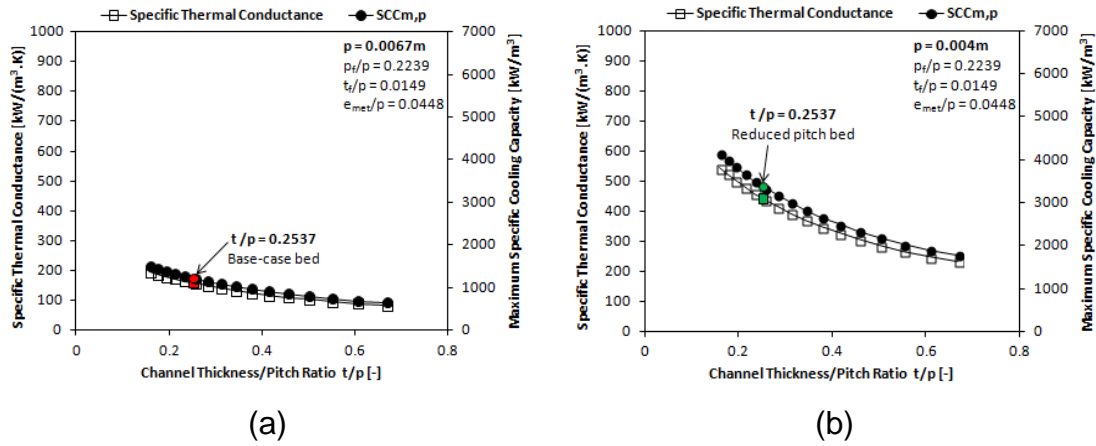 Specific Thermal Conductance SCCm,p
1000 7000
900
800 6000
700 5000
600 4000
500
400 3000
300 2000
200
100 1000
0 0
0 0.2 0.4 0.6 0.8
Specific Thermal Conductance [kW/(m³.K)]
Maximum Specific Cooling Capacity [kW/m³]
Channel Thickness/Pitch Ratio t/p [-]
p = 0.0067m
pf/p = 0.2239
tf/p = 0.0149
emet/p = 0.0448
t/p = 0.2537
Base-case bed
(a)
Specific Thermal Conductance SCCm,p
1000 7000
900
800 6000
700 5000
600 4000
500
400 3000
300 2000
200
100 1000
0 0
0 0.2 0.4 0.6 0.8
Specific Thermal Conductance [kW/(m³.K)]
Maximum Specific Cooling Capacity [kW/m³]
Channel Thickness/Pitch Ratio t/p [-]
p = 0.004m
pf/p = 0.2239
tf/p = 0.0149
emet/p = 0.0448
t /p = 0.2537
Reduced pitch bed
(b)